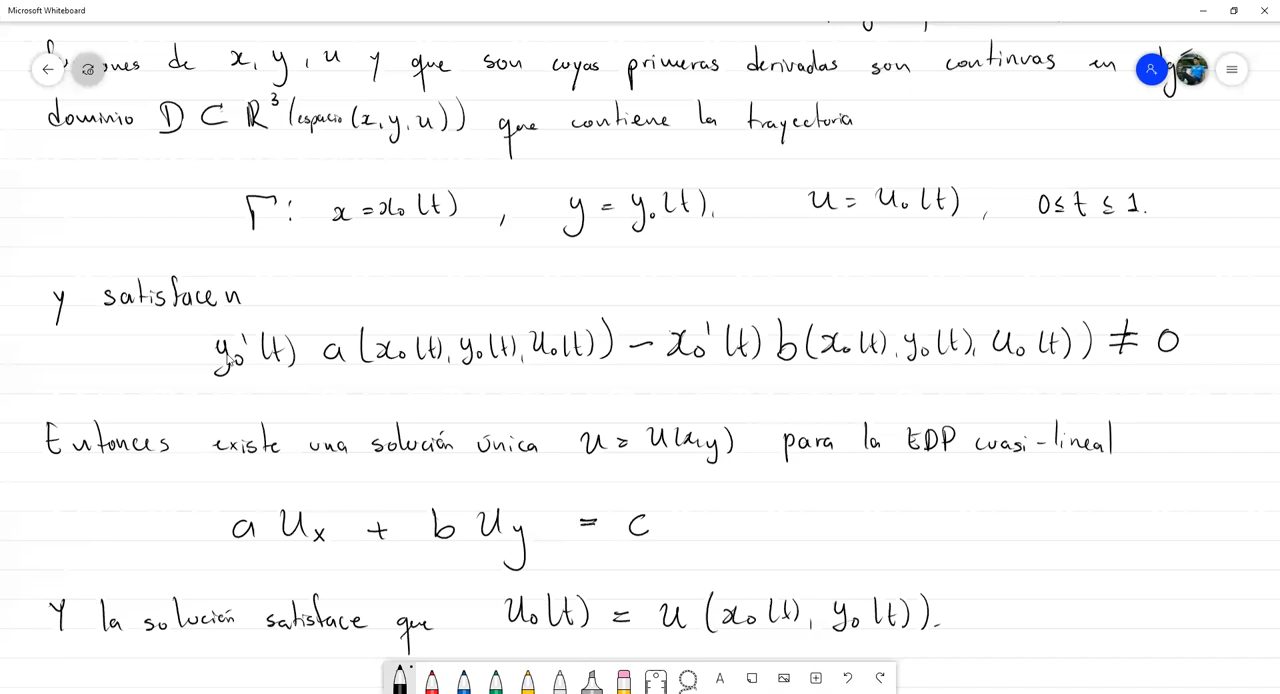 Microsoft Whiteboard
de x, y, u y que son cuyas primeras derivadas son continuas en
dominio D ⊂ ℝ³ (espacio (x, y, u)) que contiene la trayectoria
Γ: x = x₀(t), y = y₀(t), u = u₀(t), 0 ≤ t ≤ 1.
y satisfacen
y₀'(t) a(x₀(t), y₀(t), u₀(t)) - x₀'(t) b(x₀(t), y₀(t), u₀(t)) ≠ 0
Entonces existe una solución única u = u(x,y) para la EDP cuasi-lineal
a u_x + b u_y = c
Y la solución satisface que u₀(t) = u(x₀(t), y₀(t)).
A